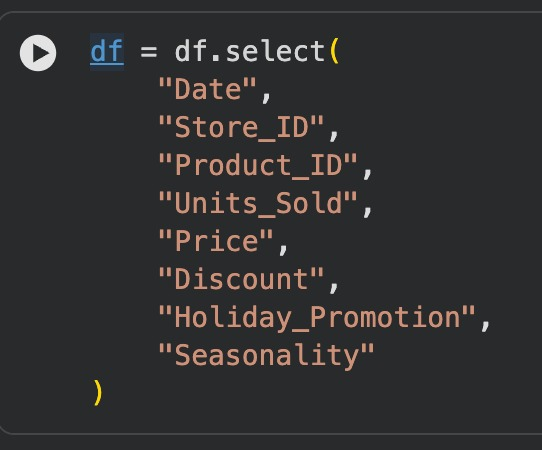 df = df.select(
    "Date",
    "Store_ID",
    "Product_ID",
    "Units_Sold",
    "Price",
    "Discount",
    "Holiday_Promotion",
    "Seasonality"
)